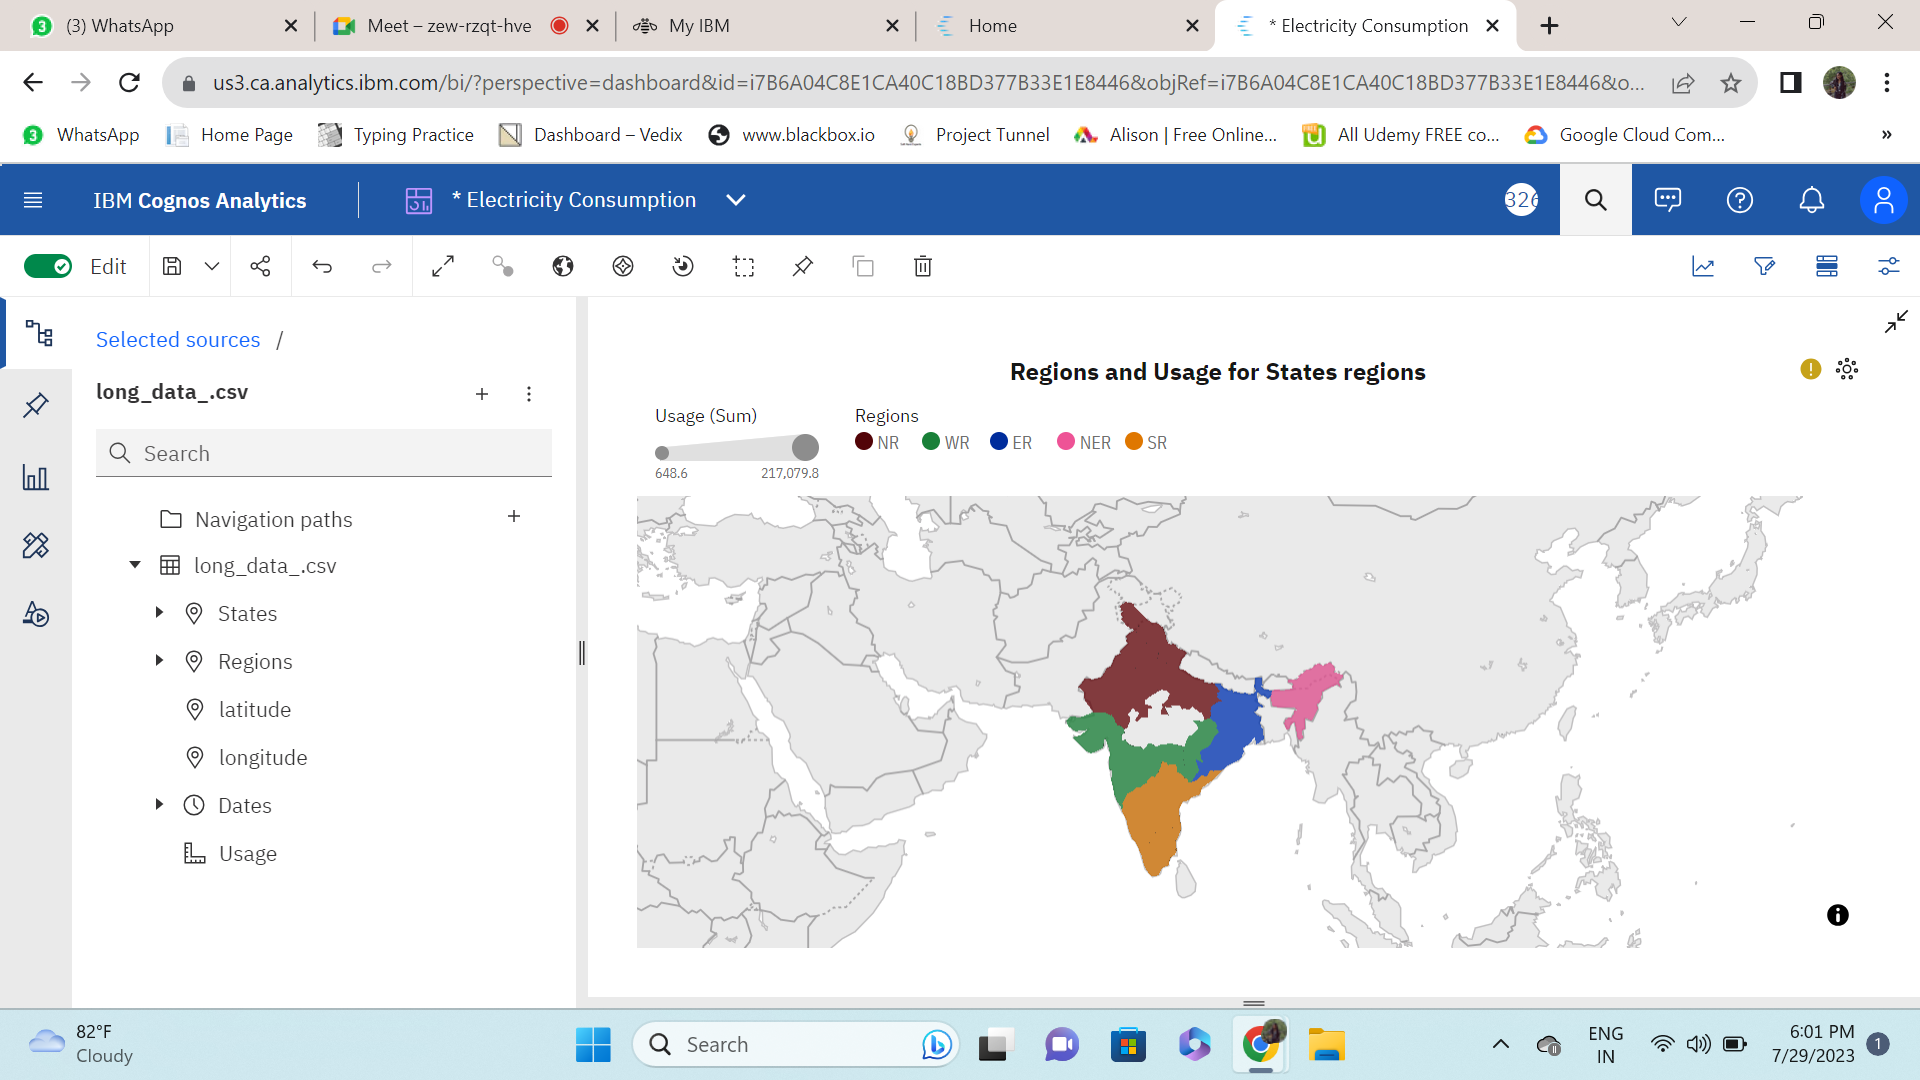 (3) WhatsApp
Meet – zew-rzqt-hve
My IBM
Home
* Electricity Consumption
us3.ca.analytics.ibm.com/bi/?perspective=dashboard&id=i7B6A04C8E1CA40C18BD377B33E1E8446&objRef=i7B6A04C8E1CA40C18BD377B33E1E8446&o...
3 WhatsApp
Home Page
Typing Practice
Dashboard – Vedix
www.blackbox.io
Project Tunnel
Alison | Free Online...
All Udemy FREE co...
Google Cloud Com...
»
IBM Cognos Analytics
* Electricity Consumption
326
Edit
Selected sources /
long_data_.csv
Search
Navigation paths
long_data_.csv
States
Regions
latitude
longitude
Dates
Usage
Regions and Usage for States regions
Usage (Sum)
648.6 217,079.8
Regions
NR WR ER NER SR
82°F
Cloudy
Search
ENG
IN
6:01 PM
7/29/2023
1